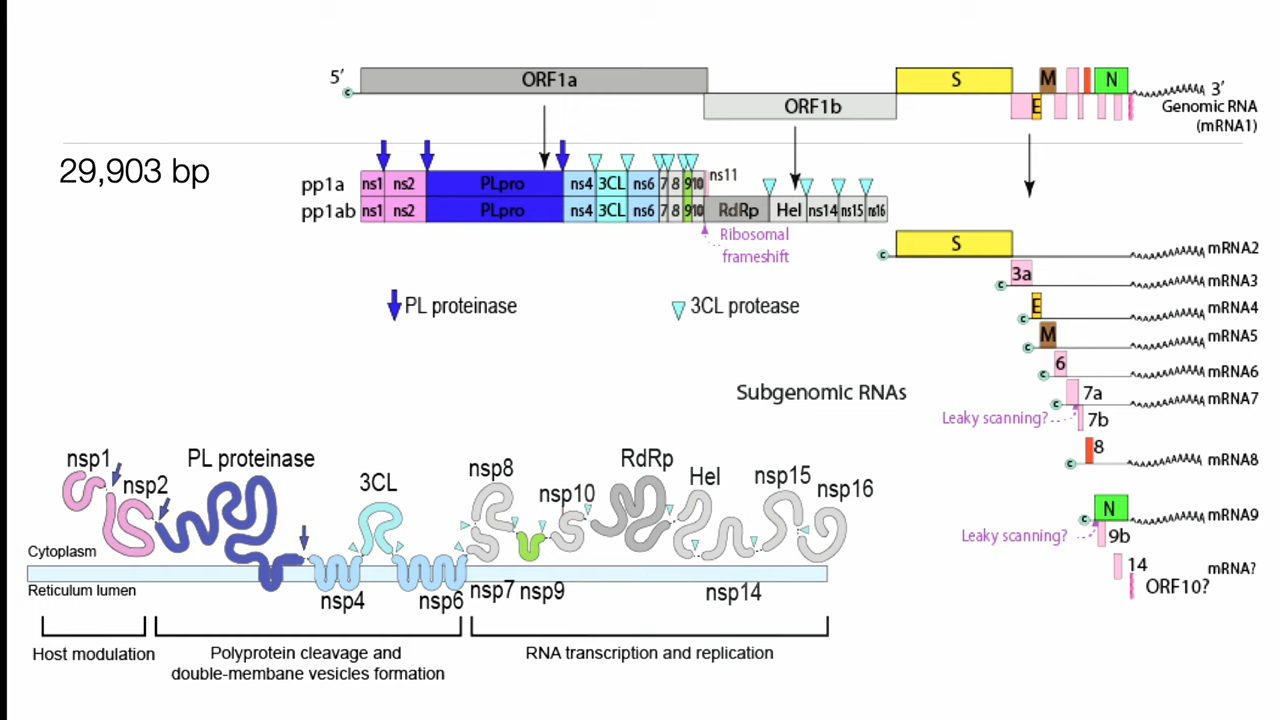 5′ c ORF1a ORF1b S E M N 3′
Genomic RNA
(mRNA1)
29,903 bp
pp1a ns1 ns2 PLpro ns4 3CL ns6 7 8 9 10 ns11
pp1ab ns1 ns2 PLpro ns4 3CL ns6 7 8 9 10 RdRp Hel ns14 ns15 ns16
Ribosomal
frameshift
PL proteinase
3CL protease
c S mRNA2
c 3a mRNA3
c E mRNA4
c M mRNA5
c 6 mRNA6
Subgenomic RNAs
c 7a mRNA7
Leaky scanning? 7b
c 8 mRNA8
c N mRNA9
Leaky scanning? 9b
14 mRNA?
ORF10?
nsp1
nsp2
PL proteinase
3CL
nsp8
nsp10
RdRp
Hel
nsp15
nsp16
Cytoplasm
Reticulum lumen
nsp4
nsp6
nsp7
nsp9
nsp14
Host modulation
Polyprotein cleavage and
double-membane vesicles formation
RNA transcription and replication